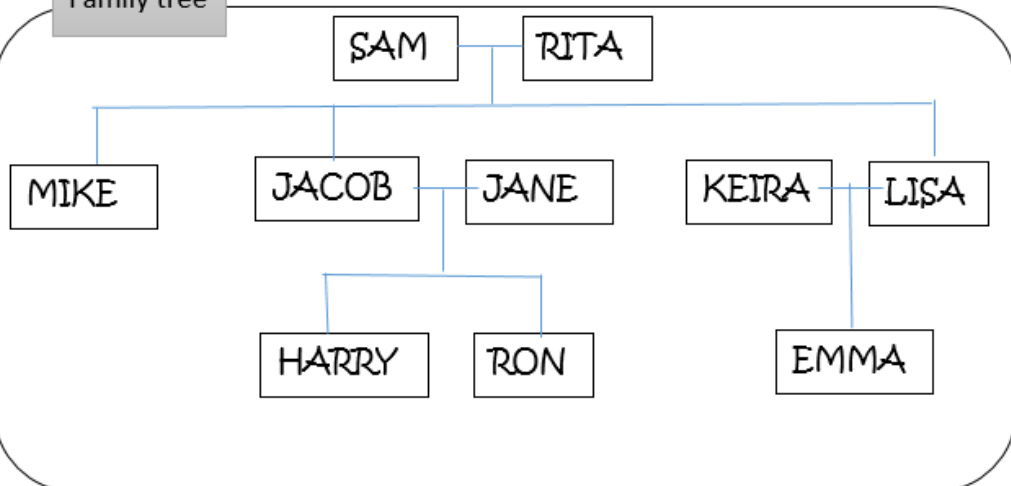 Family tree
SAM RITA
MIKE JACOB JANE KEIRA LISA
HARRY RON EMMA